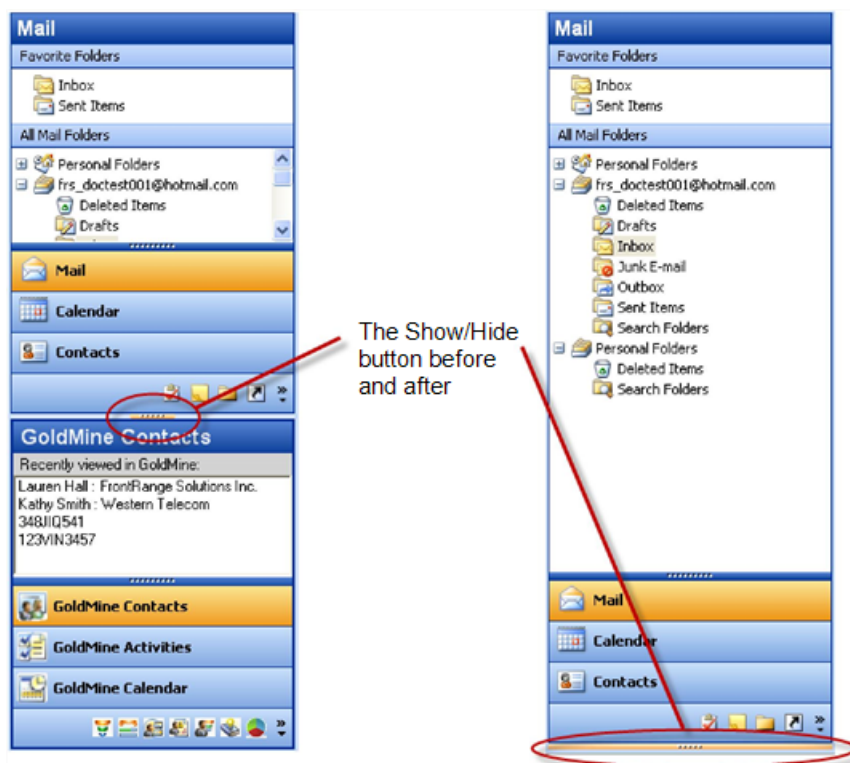 Mail
Favorite Folders
Inbox
Sent Items
All Mail Folders
Personal Folders
frs_doctest001@hotmail.com
Deleted Items
Drafts
Mail
Calendar
Contacts
GoldMine Contacts
Recently viewed in GoldMine:
Lauren Hall : FrontRange Solutions Inc.
Kathy Smith : Western Telecom
348JIQ541
123VIN3457
GoldMine Contacts
GoldMine Activities
GoldMine Calendar
The Show/Hide
button before
and after
Mail
Favorite Folders
Inbox
Sent Items
All Mail Folders
Personal Folders
frs_doctest001@hotmail.com
Deleted Items
Drafts
Inbox
Junk E-mail
Outbox
Sent Items
Search Folders
Personal Folders
Deleted Items
Search Folders
Mail
Calendar
Contacts